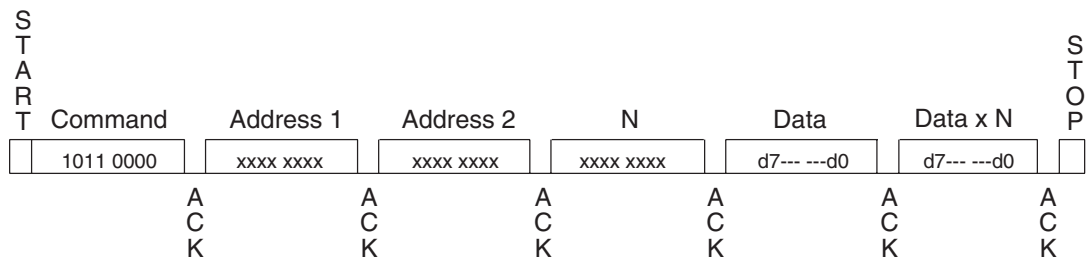 START
STOP
Command
Address 1
Address 2
N
Data
Data x N
1011 0000
xxxx xxxx
xxxx xxxx
xxxx xxxx
d7--- ---d0
d7--- ---d0
ACK
ACK
ACK
ACK
ACK
ACK